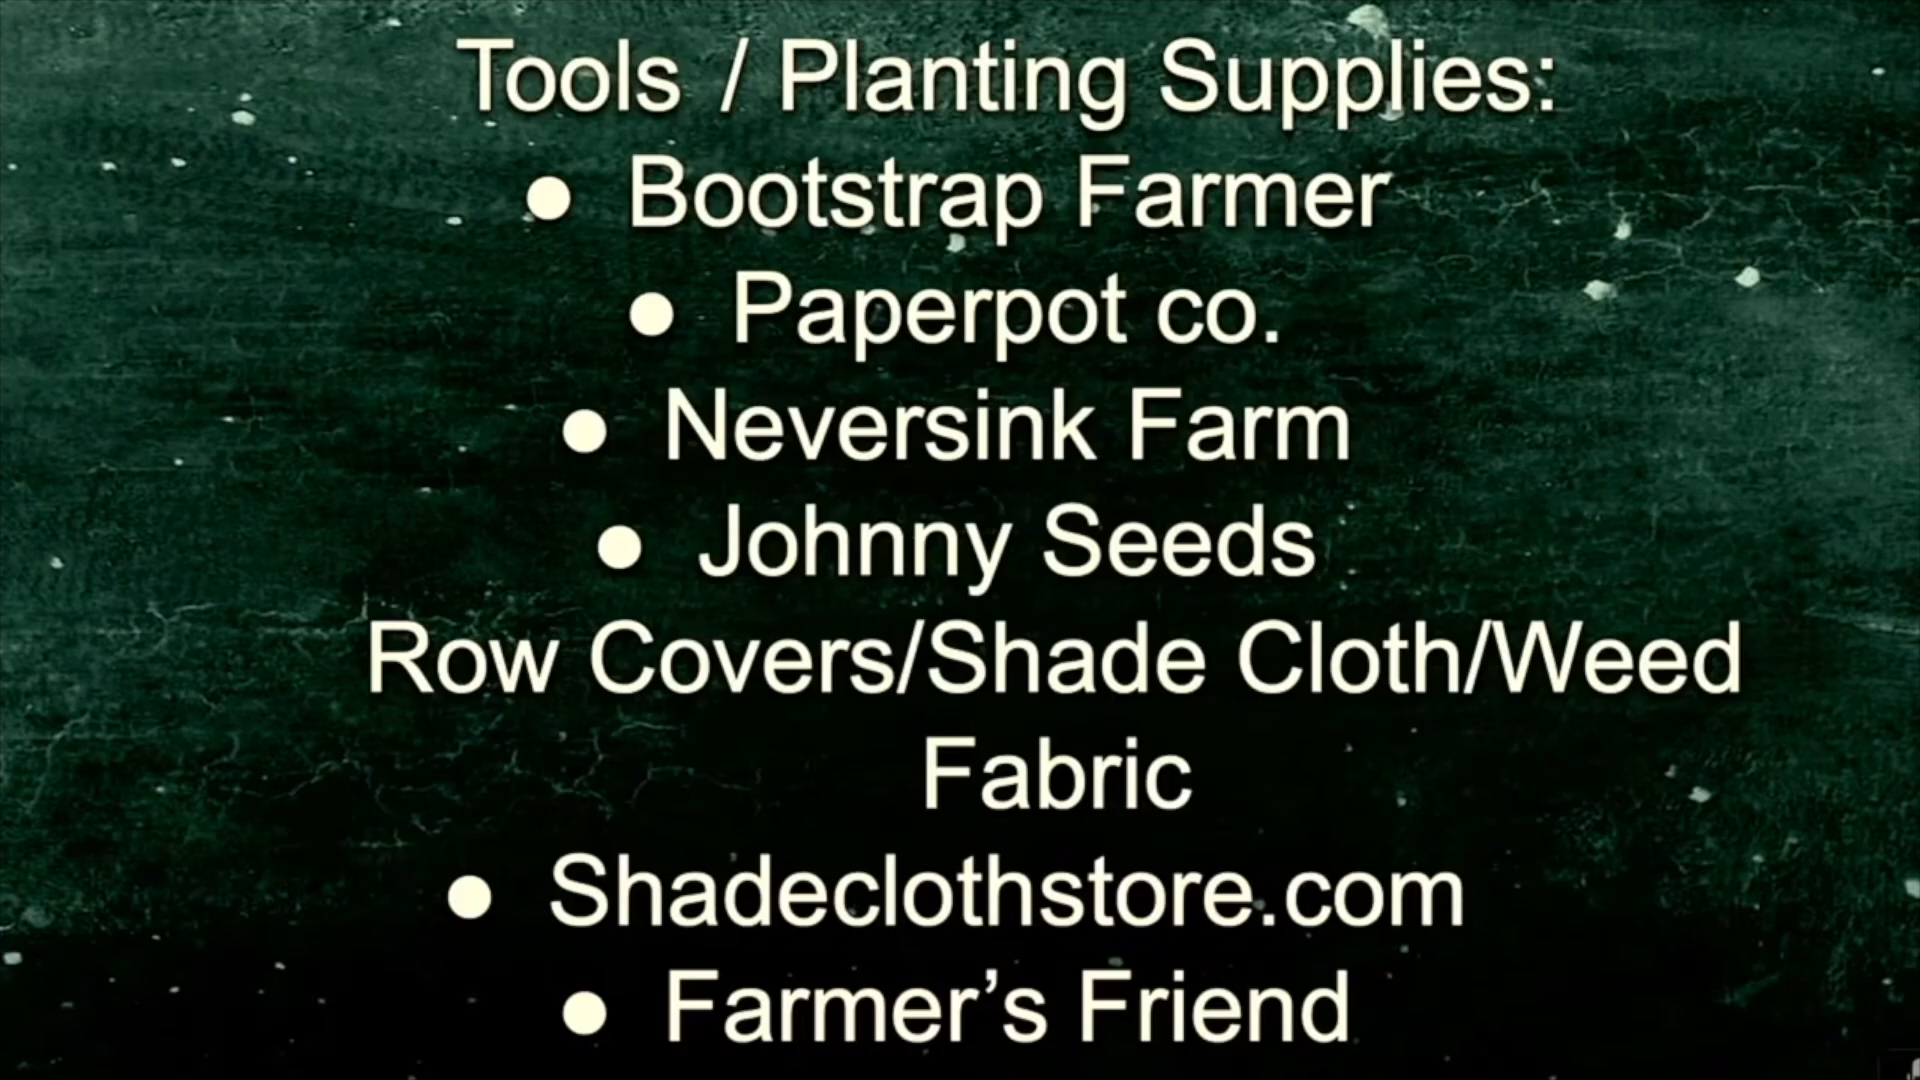 Tools / Planting Supplies:
● Bootstrap Farmer
● Paperpot co.
● Neversink Farm
● Johnny Seeds
Row Covers/Shade Cloth/Weed
Fabric
● Shadeclothstore.com
● Farmer’s Friend